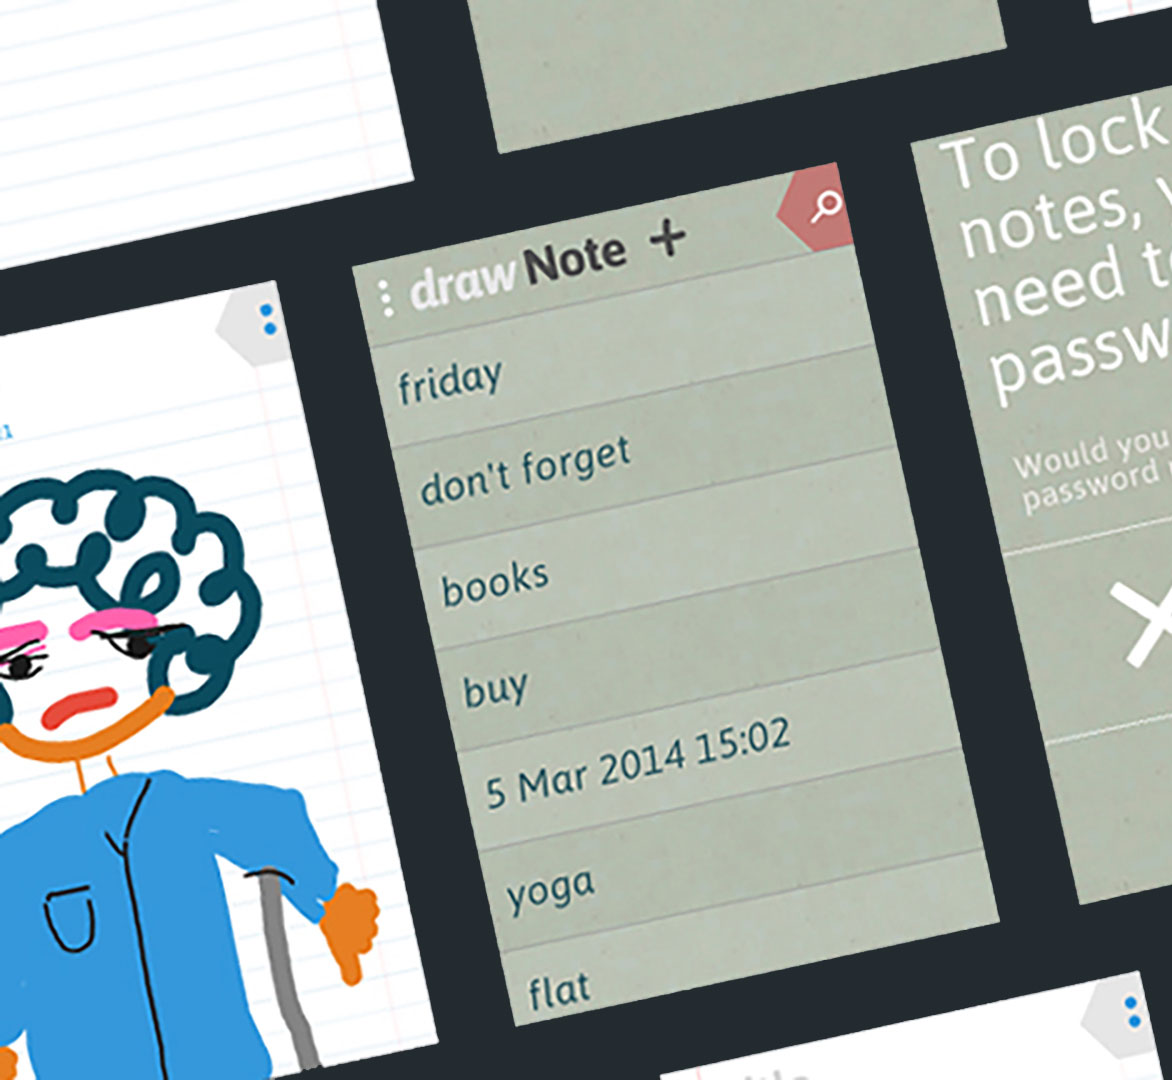 drawNote +
friday
don't forget
books
buy
5 Mar 2014 15:02
yoga
flat
To lock
notes,
need
passw
Would you
password